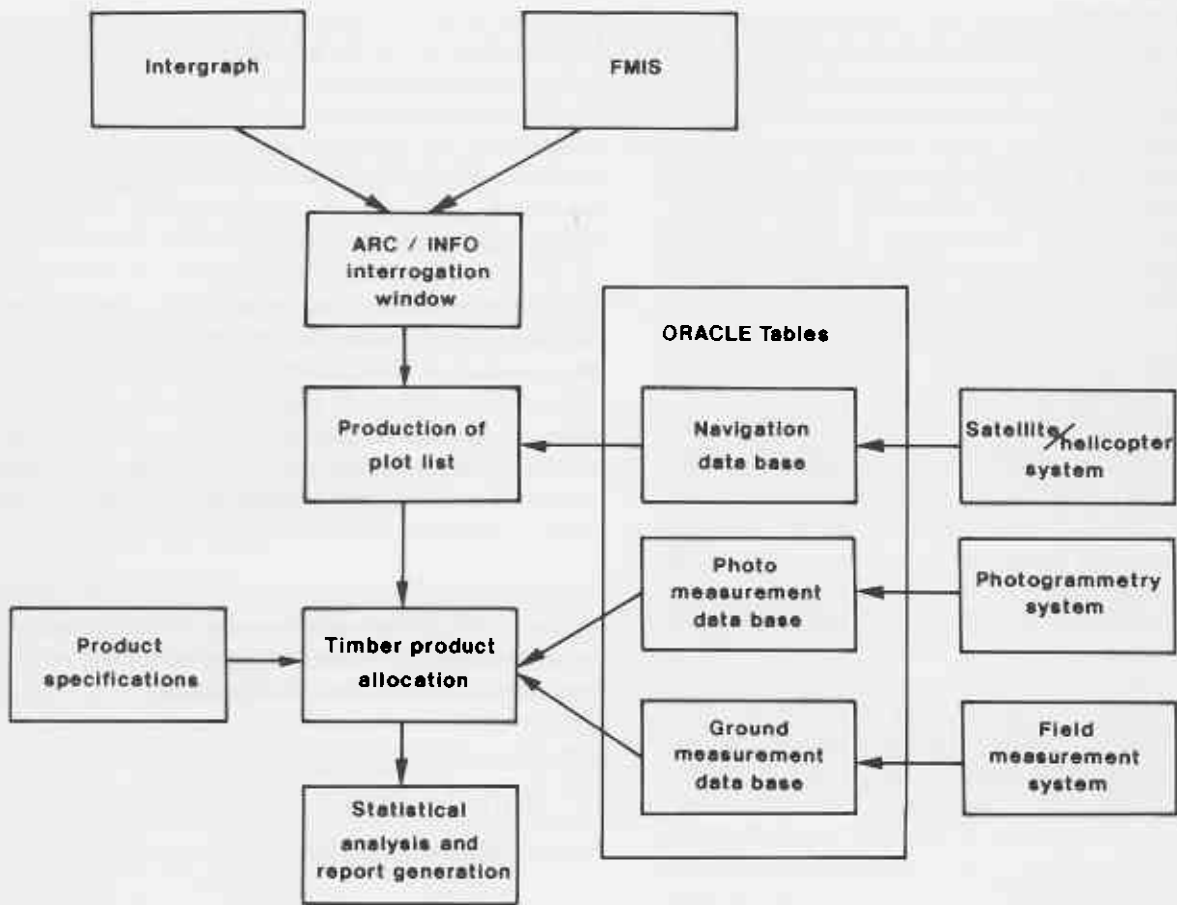 Intergraph
FMIS
ARC / INFO
interrogation
window
ORACLE Tables
Production of
plot list
Navigation
data base
Satellite/helicopter
system
Photo
measurement
data base
Photogrammetry
system
Product
specifications
Timber product
allocation
Ground
measurement
data base
Field
measurement
system
Statistical
analysis and
report generation